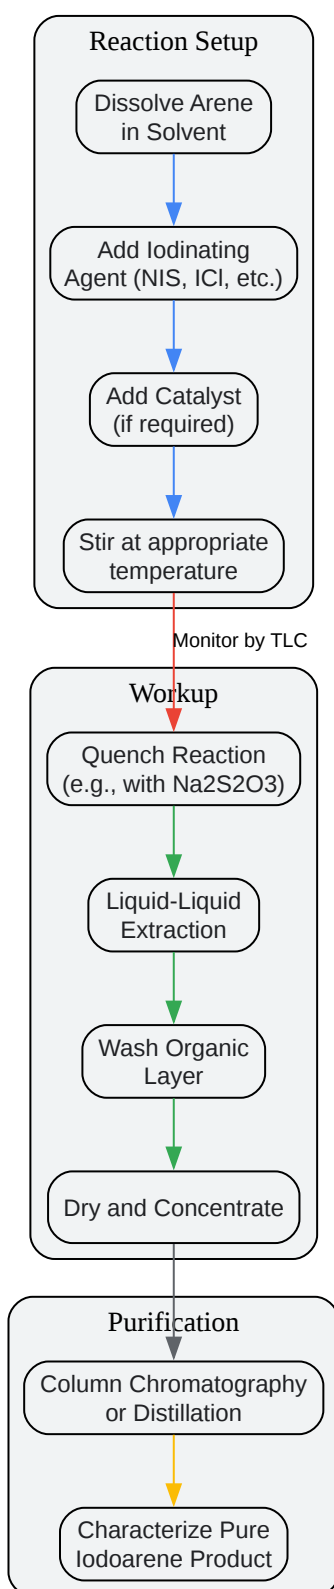 Reaction Setup
Dissolve Arene
in Solvent
Add Iodinating
Agent (NIS, ICl, etc.)
Add Catalyst
(if required)
Stir at appropriate
temperature
Monitor by TLC
Workup
Quench Reaction
(e.g., with Na2S2O3)
Liquid-Liquid
Extraction
Wash Organic
Layer
Dry and Concentrate
Purification
Column Chromatography
or Distillation
Characterize Pure
Iodoarene Product